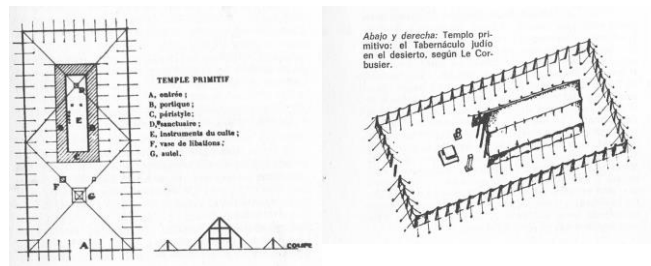 TEMPLE PRIMITIF
A, entrée ;
B, portique ;
C, péristyle ;
D, sanctuaire ;
E, instruments du culte ;
F, vase de libations ;
G, autel.
E
C
F
G
A
COUPE
Abajo y derecha: Templo pri-
mitivo: el Tabernáculo judío
en el desierto, según Le Cor-
busier.